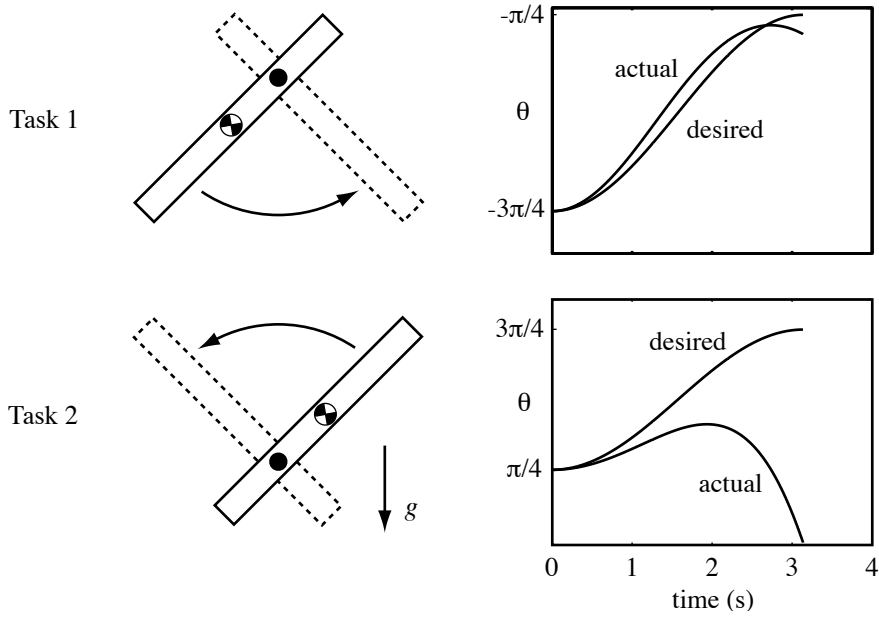 Task 1
-π/4
actual
θ
desired
-3π/4
Task 2
g
3π/4
desired
θ
π/4
actual
0 1 2 3 4
time (s)